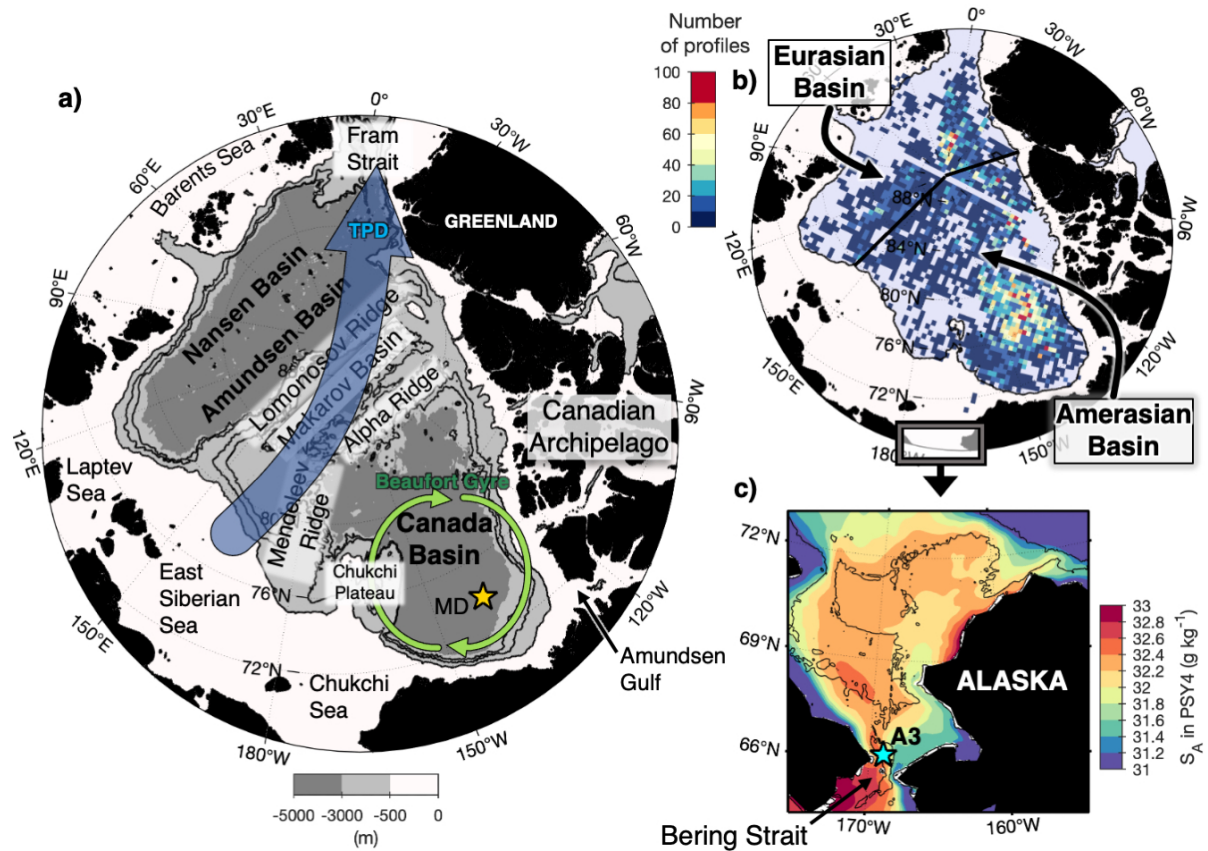 a)
0°
30°E
30°W
60°E
60°W
90°E
90°W
120°E
120°W
150°E
150°W
180°W
Fram
Strait
Barents Sea
GREENLAND
TPD
Nansen Basin
Amundsen Basin
Lomonosov Ridge
Makarov Basin
Alpha Ridge
Mendeleev
Ridge
Canadian
Archipelago
Laptev
Sea
Beaufort Gyre
Canada
Basin
Chukchi
Plateau
MD
East
Siberian
Sea
76°N
72°N
Chukchi
Sea
Amundsen
Gulf
-5000 -3000 -500 0
(m)
Number
of profiles
100
80
60
40
20
0
b)
0°
30°E
30°W
60°W
90°E
90°W
120°E
120°W
150°E
150°W
Eurasian
Basin
88°N
84°N
80°N
76°N
72°N
Amerasian
Basin
c)
72°N
69°N
66°N
170°W
160°W
ALASKA
A3
Bering Strait
33
32.8
32.6
32.4
32.2
32
31.8
31.6
31.4
31.2
31
S_A in PSY4 (g kg⁻¹)